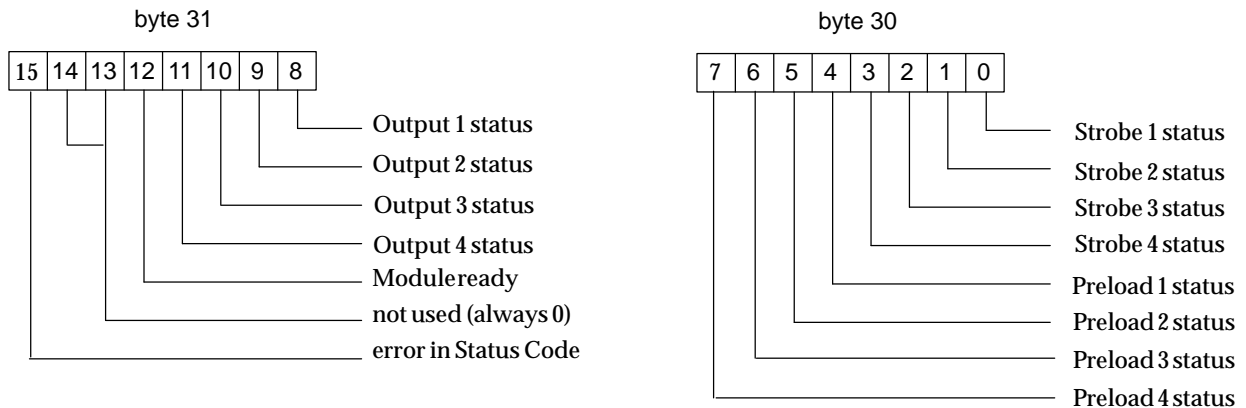 byte 31
15 14 13 12 11 10 9 8
Output 1 status
Output 2 status
Output 3 status
Output 4 status
Module ready
not used (always 0)
error in Status Code
byte 30
7 6 5 4 3 2 1 0
Strobe 1 status
Strobe 2 status
Strobe 3 status
Strobe 4 status
Preload 1 status
Preload 2 status
Preload 3 status
Preload 4 status